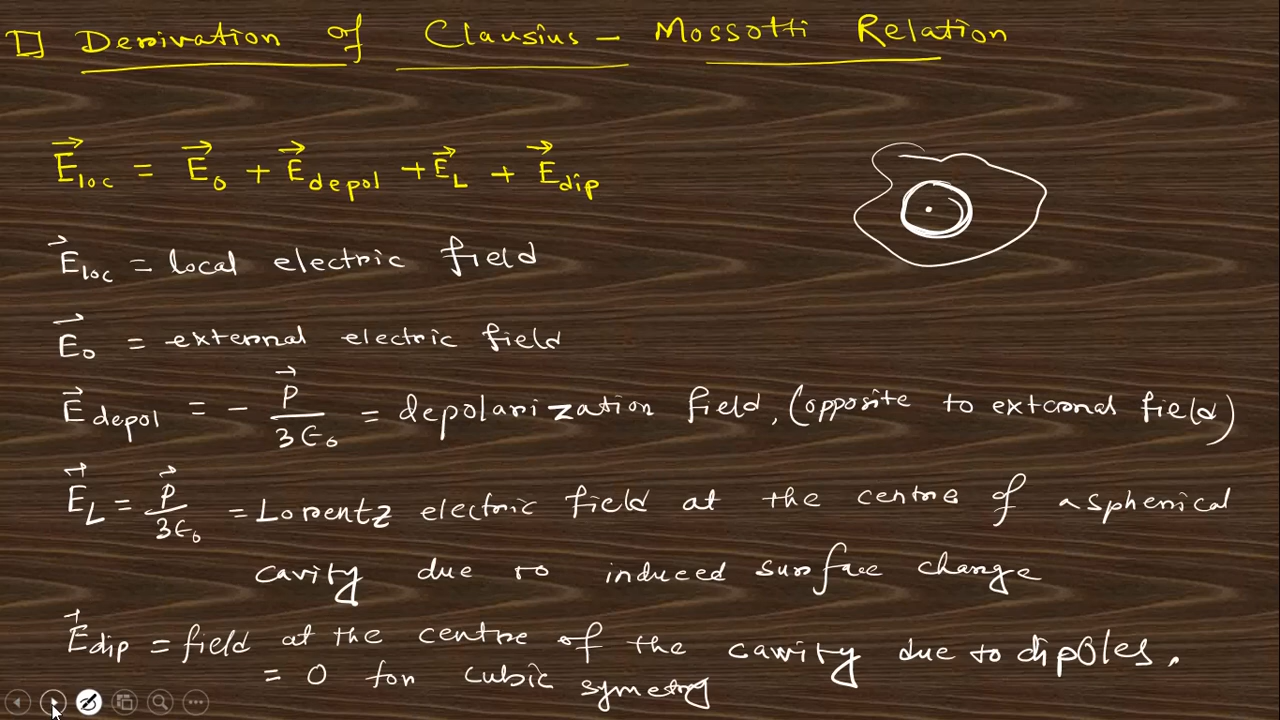 1] Derivation of Clausius - Mossotti Relation
E⃗loc = E⃗₀ + E⃗depol + E⃗L + E⃗dip
E⃗loc = local electric field
E⃗₀ = external electric field
E⃗depol = - P⃗/3ϵ₀ = depolarization field, (opposite to external field)
E⃗L = P⃗/3ϵ₀ = Lorentz electric field at the centre of a spherical
cavity due to induced surface charge
E⃗dip = field at the centre of the cavity due to dipoles.
= 0 for cubic symetry